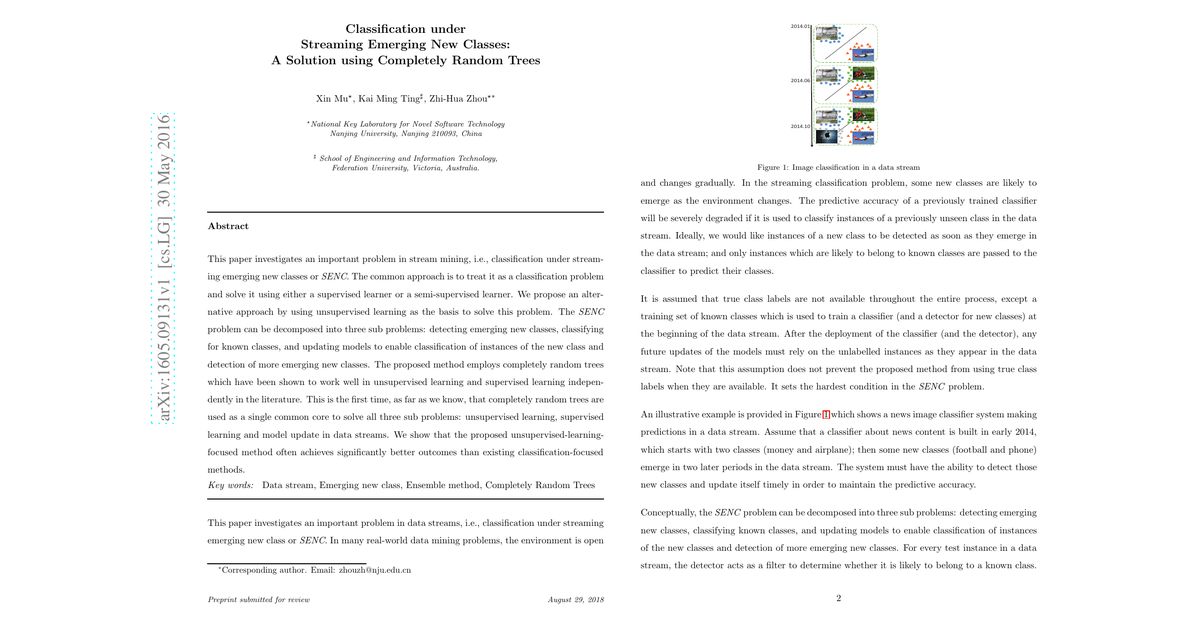 Classification under
Streaming Emerging New Classes:
A Solution using Completely Random Trees
Xin Mu⋆, Kai Ming Ting‡, Zhi-Hua Zhou⋆∗
⋆National Key Laboratory for Novel Software Technology
Nanjing University, Nanjing 210093, China
‡ School of Engineering and Information Technology,
Federation University, Victoria, Australia.
arXiv:1605.09131v1 [cs.LG] 30 May 2016
Abstract
This paper investigates an important problem in stream mining, i.e., classification under stream-
ing emerging new classes or SENC. The common approach is to treat it as a classification problem
and solve it using either a supervised learner or a semi-supervised learner. We propose an alter-
native approach by using unsupervised learning as the basis to solve this problem. The SENC
problem can be decomposed into three sub problems: detecting emerging new classes, classifying
for known classes, and updating models to enable classification of instances of the new class and
detection of more emerging new classes. The proposed method employs completely random trees
which have been shown to work well in unsupervised learning and supervised learning indepen-
dently in the literature. This is the first time, as far as we know, that completely random trees are
used as a single common core to solve all three sub problems: unsupervised learning, supervised
learning and model update in data streams. We show that the proposed unsupervised-learning-
focused method often achieves significantly better outcomes than existing classification-focused
methods.
Key words: Data stream, Emerging new class, Ensemble method, Completely Random Trees
This paper investigates an important problem in data streams, i.e., classification under streaming
emerging new class or SENC. In many real-world data mining problems, the environment is open
∗Corresponding author. Email: zhouzh@nju.edu.cn
Preprint submitted for review August 29, 2018
2014.01
2014.06
2014.10
Figure 1: Image classification in a data stream
and changes gradually. In the streaming classification problem, some new classes are likely to
emerge as the environment changes. The predictive accuracy of a previously trained classifier
will be severely degraded if it is used to classify instances of a previously unseen class in the data
stream. Ideally, we would like instances of a new class to be detected as soon as they emerge in
the data stream; and only instances which are likely to belong to known classes are passed to the
classifier to predict their classes.
It is assumed that true class labels are not available throughout the entire process, except a
training set of known classes which is used to train a classifier (and a detector for new classes) at
the beginning of the data stream. After the deployment of the classifier (and the detector), any
future updates of the models must rely on the unlabelled instances as they appear in the data
stream. Note that this assumption does not prevent the proposed method from using true class
labels when they are available. It sets the hardest condition in the SENC problem.
An illustrative example is provided in Figure 1 which shows a news image classifier system making
predictions in a data stream. Assume that a classifier about news content is built in early 2014,
which starts with two classes (money and airplane); then some new classes (football and phone)
emerge in two later periods in the data stream. The system must have the ability to detect those
new classes and update itself timely in order to maintain the predictive accuracy.
Conceptually, the SENC problem can be decomposed into three sub problems: detecting emerging
new classes, classifying known classes, and updating models to enable classification of instances
of the new classes and detection of more emerging new classes. For every test instance in a data
stream, the detector acts as a filter to determine whether it is likely to belong to a known class.
2